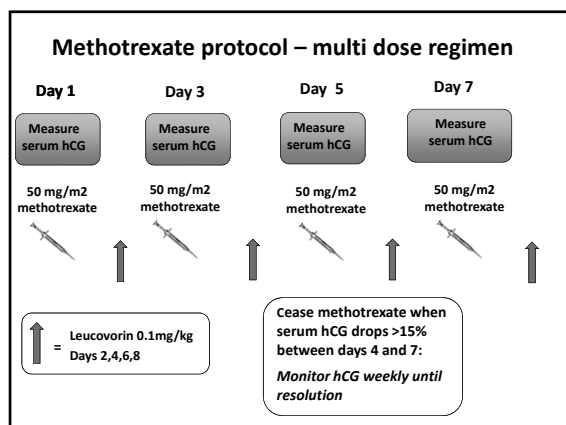 Methotrexate protocol – multi dose regimen
Day 1
Day 3
Day 5
Day 7
Measure
serum hCG
Measure
serum hCG
Measure
serum hCG
Measure
serum hCG
50 mg/m2
methotrexate
50 mg/m2
methotrexate
50 mg/m2
methotrexate
50 mg/m2
methotrexate
= Leucovorin 0.1mg/kg
Days 2,4,6,8
Cease methotrexate when
serum hCG drops >15%
between days 4 and 7:
Monitor hCG weekly until
resolution